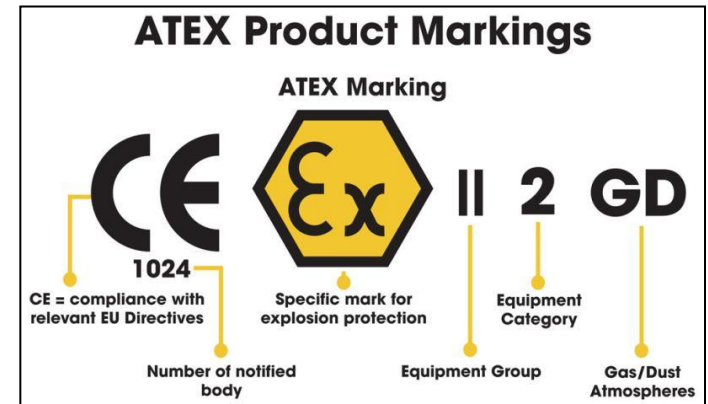 ATEX Product Markings
ATEX Marking
CE Ex II 2 GD
1024
CE = compliance with
relevant EU Directives
Number of notified
body
Specific mark for
explosion protection
Equipment Group
Equipment
Category
Gas/Dust
Atmospheres